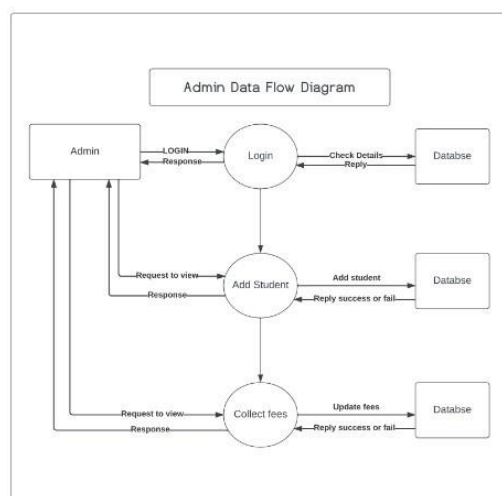 Admin Data Flow Diagram
Admin
LOGIN
Response
Login
Check Details
Reply
Databse
Request to view
Response
Add Student
Add student
Reply success or fail
Databse
Request to view
Response
Collect fees
Update fees
Reply success or fail
Databse